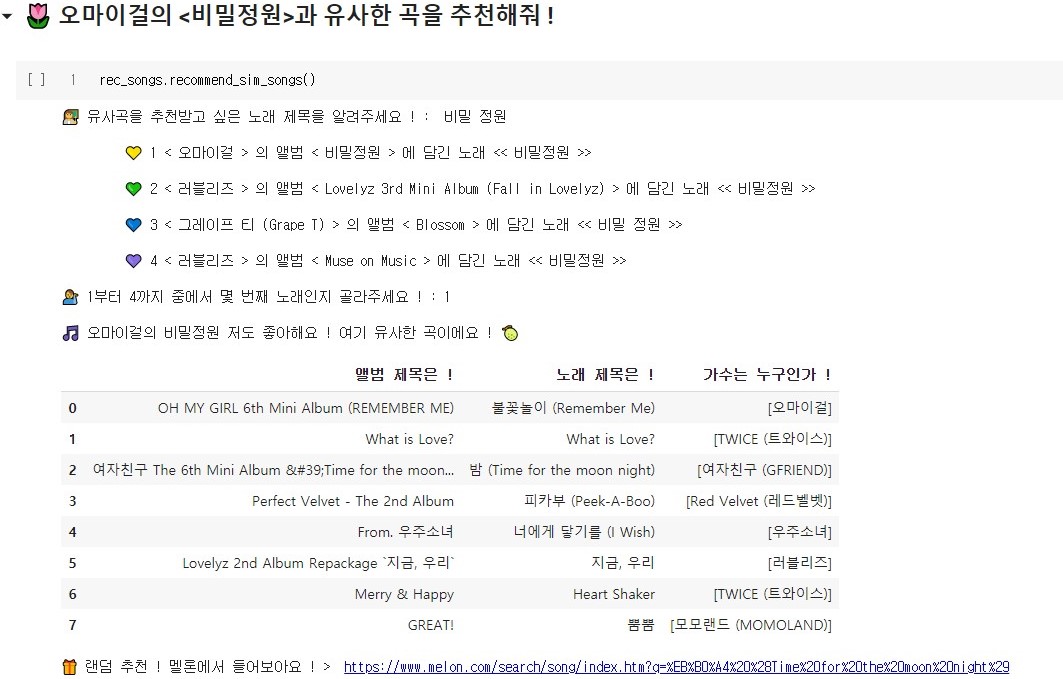 오마이걸의 <비밀정원>과 유사한 곡을 추천해줘 !
[ ] 1 rec_songs.recommend_sim_songs()
유사곡을 추천받고 싶은 노래 제목을 알려주세요 ! : 비밀 정원
1 < 오마이걸 > 의 앨범 < 비밀정원 > 에 담긴 노래 << 비밀정원 >>
2 < 러블리즈 > 의 앨범 < Lovelyz 3rd Mini Album (Fall in Lovelyz) > 에 담긴 노래 << 비밀정원 >>
3 < 그레이프 티 (Grape T) > 의 앨범 < Blossom > 에 담긴 노래 << 비밀 정원 >>
4 < 러블리즈 > 의 앨범 < Muse on Music > 에 담긴 노래 << 비밀정원 >>
1부터 4까지 중에서 몇 번째 노래인지 골라주세요 ! : 1
오마이걸의 비밀정원 저도 좋아해요 ! 여기 유사한 곡이에요 !
앨범 제목은 ! 노래 제목은 ! 가수는 누구인가 !
0 OH MY GIRL 6th Mini Album (REMEMBER ME) 불꽃놀이 (Remember Me) [오마이걸]
1 What is Love? What is Love? [TWICE (트와이스)]
2 여자친구 The 6th Mini Album &#39;Time for the moon... 밤 (Time for the moon night) [여자친구 (GFRIEND)]
3 Perfect Velvet - The 2nd Album 피카부 (Peek-A-Boo) [Red Velvet (레드벨벳)]
4 From. 우주소녀 너에게 닿기를 (I Wish) [우주소녀]
5 Lovelyz 2nd Album Repackage `지금, 우리` 지금, 우리 [러블리즈]
6 Merry & Happy Heart Shaker [TWICE (트와이스)]
7 GREAT! 뿜뿜 [모모랜드 (MOMOLAND)]
랜덤 추천 ! 멜론에서 들어보아요 ! > https://www.melon.com/search/song/index.htm?q=%EB%B0%A4%20%28Time%20for%20the%20moon%20night%29